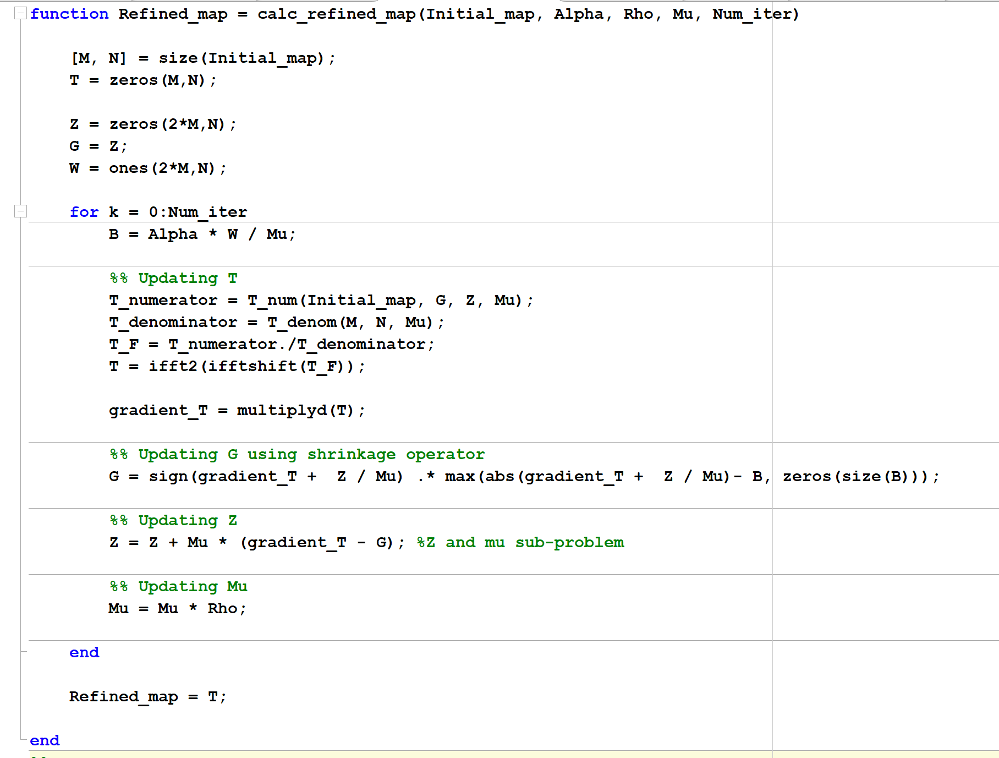 function Refined_map = calc_refined_map(Initial_map, Alpha, Rho, Mu, Num_iter)
[M, N] = size(Initial_map);
T = zeros(M,N);
Z = zeros(2*M,N);
G = Z;
W = ones(2*M,N);
for k = 0:Num_iter
B = Alpha * W / Mu;
%% Updating T
T_numerator = T_num(Initial_map, G, Z, Mu);
T_denominator = T_denom(M, N, Mu);
T_F = T_numerator./T_denominator;
T = ifft2(ifftshift(T_F));
gradient_T = multiplyd(T);
%% Updating G using shrinkage operator
G = sign(gradient_T +  Z / Mu) .* max(abs(gradient_T +  Z / Mu)- B, zeros(size(B)));
%% Updating Z
Z = Z + Mu * (gradient_T - G); %Z and mu sub-problem
%% Updating Mu
Mu = Mu * Rho;
end
Refined_map = T;
end